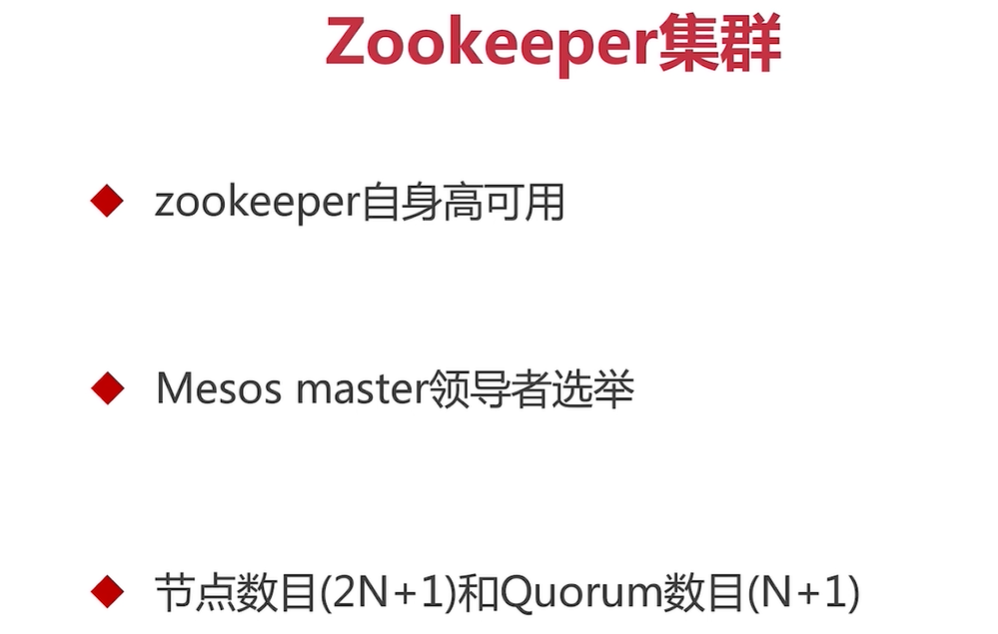 Zookeeper集群
zookeeper自身高可用
Mesos master领导者选举
节点数目(2N+1)和Quorum数目(N+1)